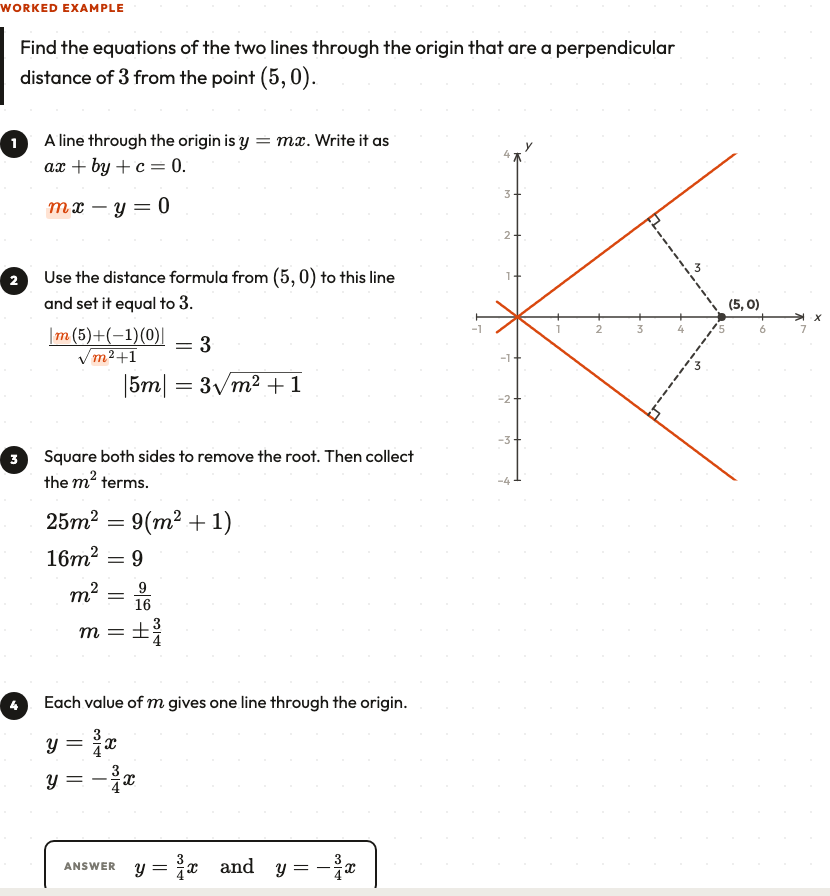 WORKED EXAMPLE
Find the equations of the two lines through the origin that are a perpendicular
distance of 3 from the point (5, 0).
1 A line through the origin is y = mx. Write it as
ax + by + c = 0.
mx − y = 0
2 Use the distance formula from (5, 0) to this line
and set it equal to 3.
|m(5)+(−1)(0)| / √(m²+1) = 3
|5m| = 3√(m² + 1)
3 Square both sides to remove the root. Then collect
the m² terms.
25m² = 9(m² + 1)
16m² = 9
m² = 9/16
m = ±3/4
4 Each value of m gives one line through the origin.
y = 3/4 x
y = −3/4 x
ANSWER y = 3/4 x and y = −3/4 x
y
4
3
2
1
−1
−2
−3
−4
−1 1 2 3 4 5 6 7 x
3
(5, 0)
3